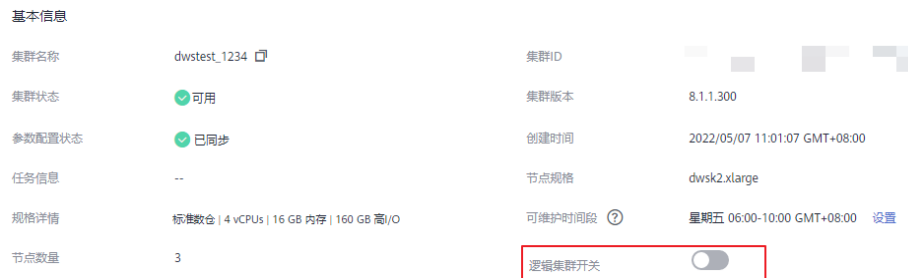 基本信息
集群名称 dwstest_1234 集群ID
集群状态 可用 集群版本 8.1.1.300
参数配置状态 已同步 创建时间 2022/05/07 11:01:07 GMT+08:00
任务信息 -- 节点规格 dwsk2.xlarge
规格详情 标准数仓 | 4 vCPUs | 16 GB 内存 | 160 GB 高I/O 可维护时间段 ? 星期五 06:00-10:00 GMT+08:00 设置
节点数量 3 逻辑集群开关